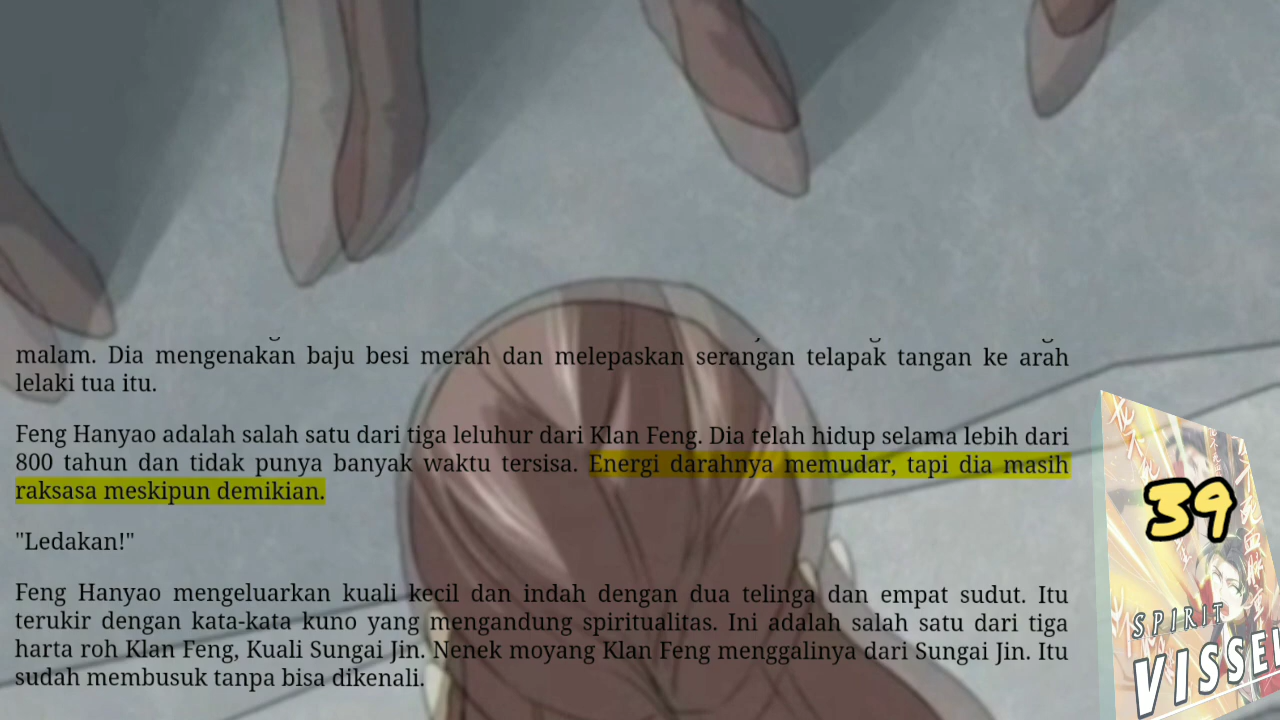 malam. Dia mengenakan baju besi merah dan melepaskan serangan telapak tangan ke arah
lelaki tua itu.
Feng Hanyao adalah salah satu dari tiga leluhur dari Klan Feng. Dia telah hidup selama lebih dari
800 tahun dan tidak punya banyak waktu tersisa. Energi darahnya memudar, tapi dia masih
raksasa meskipun demikian.
"Ledakan!"
Feng Hanyao mengeluarkan kuali kecil dan indah dengan dua telinga dan empat sudut. Itu
terukir dengan kata-kata kuno yang mengandung spiritualitas. Ini adalah salah satu dari tiga
harta roh Klan Feng, Kuali Sungai Jin. Nenek moyang Klan Feng menggalinya dari Sungai Jin. Itu
sudah membusuk tanpa bisa dikenali.
39
SPIRIT
VISSEL